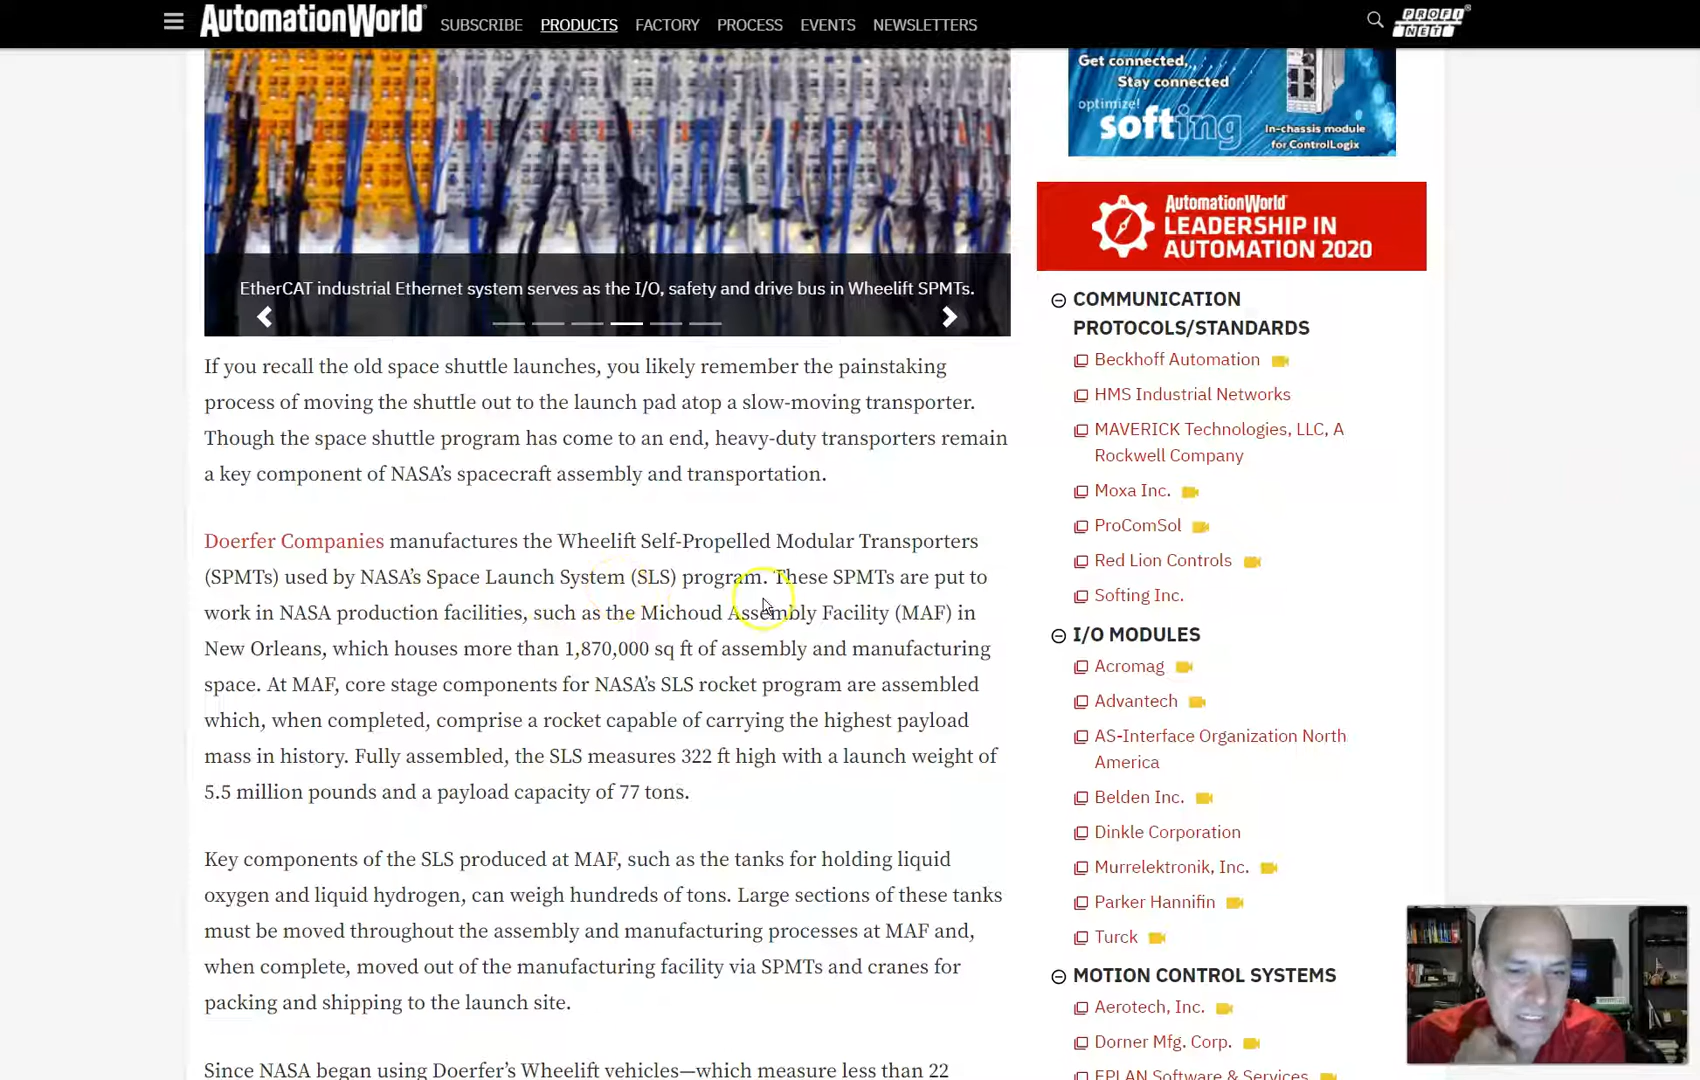 AutomationWorld
SUBSCRIBE PRODUCTS FACTORY PROCESS EVENTS NEWSLETTERS
PROFI
NET
EtherCAT industrial Ethernet system serves as the I/O, safety and drive bus in Wheelift SPMTs.
If you recall the old space shuttle launches, you likely remember the painstaking
process of moving the shuttle out to the launch pad atop a slow-moving transporter.
Though the space shuttle program has come to an end, heavy-duty transporters remain
a key component of NASA’s spacecraft assembly and transportation.
Doerfer Companies manufactures the Wheelift Self-Propelled Modular Transporters
(SPMTs) used by NASA’s Space Launch System (SLS) program. These SPMTs are put to
work in NASA production facilities, such as the Michoud Assembly Facility (MAF) in
New Orleans, which houses more than 1,870,000 sq ft of assembly and manufacturing
space. At MAF, core stage components for NASA’s SLS rocket program are assembled
which, when completed, comprise a rocket capable of carrying the highest payload
mass in history. Fully assembled, the SLS measures 322 ft high with a launch weight of
5.5 million pounds and a payload capacity of 77 tons.
Key components of the SLS produced at MAF, such as the tanks for holding liquid
oxygen and liquid hydrogen, can weigh hundreds of tons. Large sections of these tanks
must be moved throughout the assembly and manufacturing processes at MAF and,
when complete, moved out of the manufacturing facility via SPMTs and cranes for
packing and shipping to the launch site.
Since NASA began using Doerfer’s Wheelift vehicles—which measure less than 22
Get connected,
Stay connected
optimize!
softing
In-chassis module
for ControlLogix
AutomationWorld
LEADERSHIP IN
AUTOMATION 2020
COMMUNICATION
PROTOCOLS/STANDARDS
Beckhoff Automation
HMS Industrial Networks
MAVERICK Technologies, LLC, A
Rockwell Company
Moxa Inc.
ProComSol
Red Lion Controls
Softing Inc.
I/O MODULES
Acromag
Advantech
AS-Interface Organization North
America
Belden Inc.
Dinkle Corporation
Murrelektronik, Inc.
Parker Hannifin
Turck
MOTION CONTROL SYSTEMS
Aerotech, Inc.
Dorner Mfg. Corp.
EPLAN Software & Services